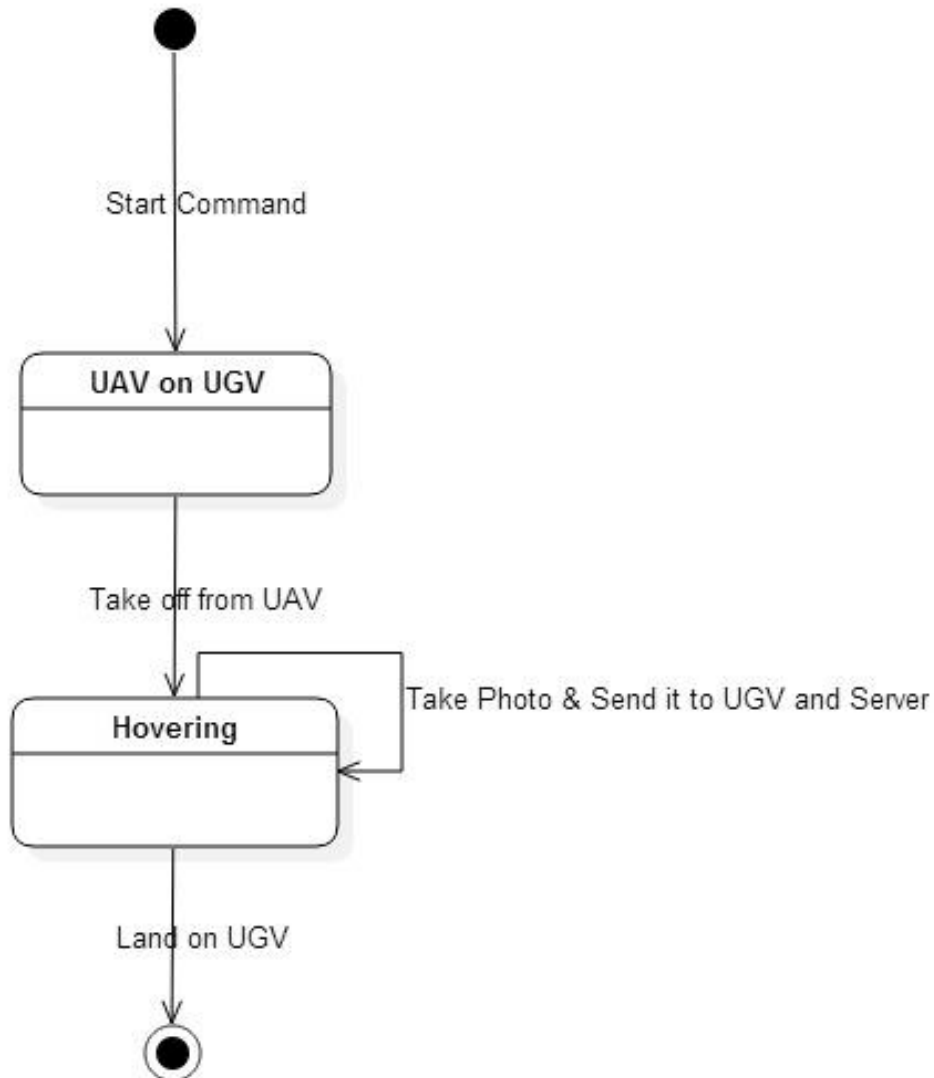 Start Command
UAV on UGV
Take off from UAV
Hovering
Take Photo & Send it to UGV and Server
Land on UGV